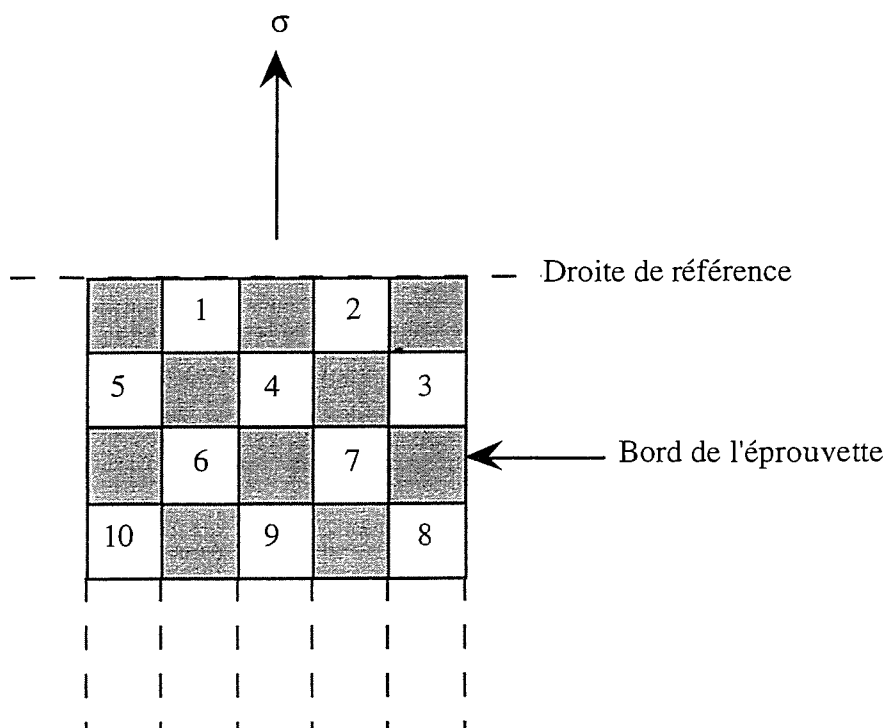 σ
Droite de référence
1 2
5 4 3
6 7
Bord de l'éprouvette
10 9 8